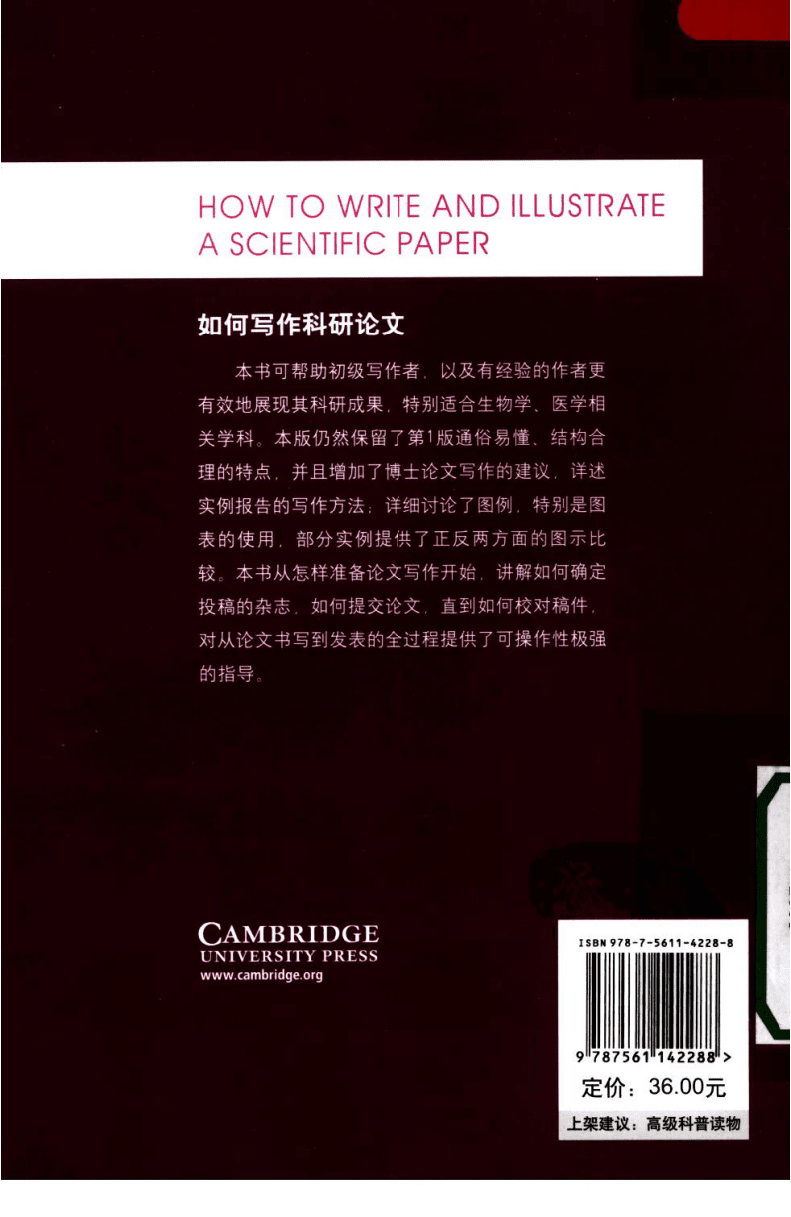 HOW TO WRITE AND ILLUSTRATE
A SCIENTIFIC PAPER
如何写作科研论文
本书可帮助初级写作者，以及有经验的作者更
有效地展现其科研成果，特别适合生物学、医学相
关学科。本版仍然保留了第1版通俗易懂、结构合
理的特点，并且增加了博士论文写作的建议，详述
实例报告的写作方法；详细讨论了图例，特别是图
表的使用，部分实例提供了正反两方面的图示比
较。本书从怎样准备论文写作开始，讲解如何确定
投稿的杂志，如何提交论文，直到如何校对稿件，
对从论文书写到发表的全过程提供了可操作性极强
的指导。
CAMBRIDGE
UNIVERSITY PRESS
www.cambridge.org
ISBN 978-7-5611-4228-8
9 787561 142288 >
定价：36.00元
上架建议：高级科普读物